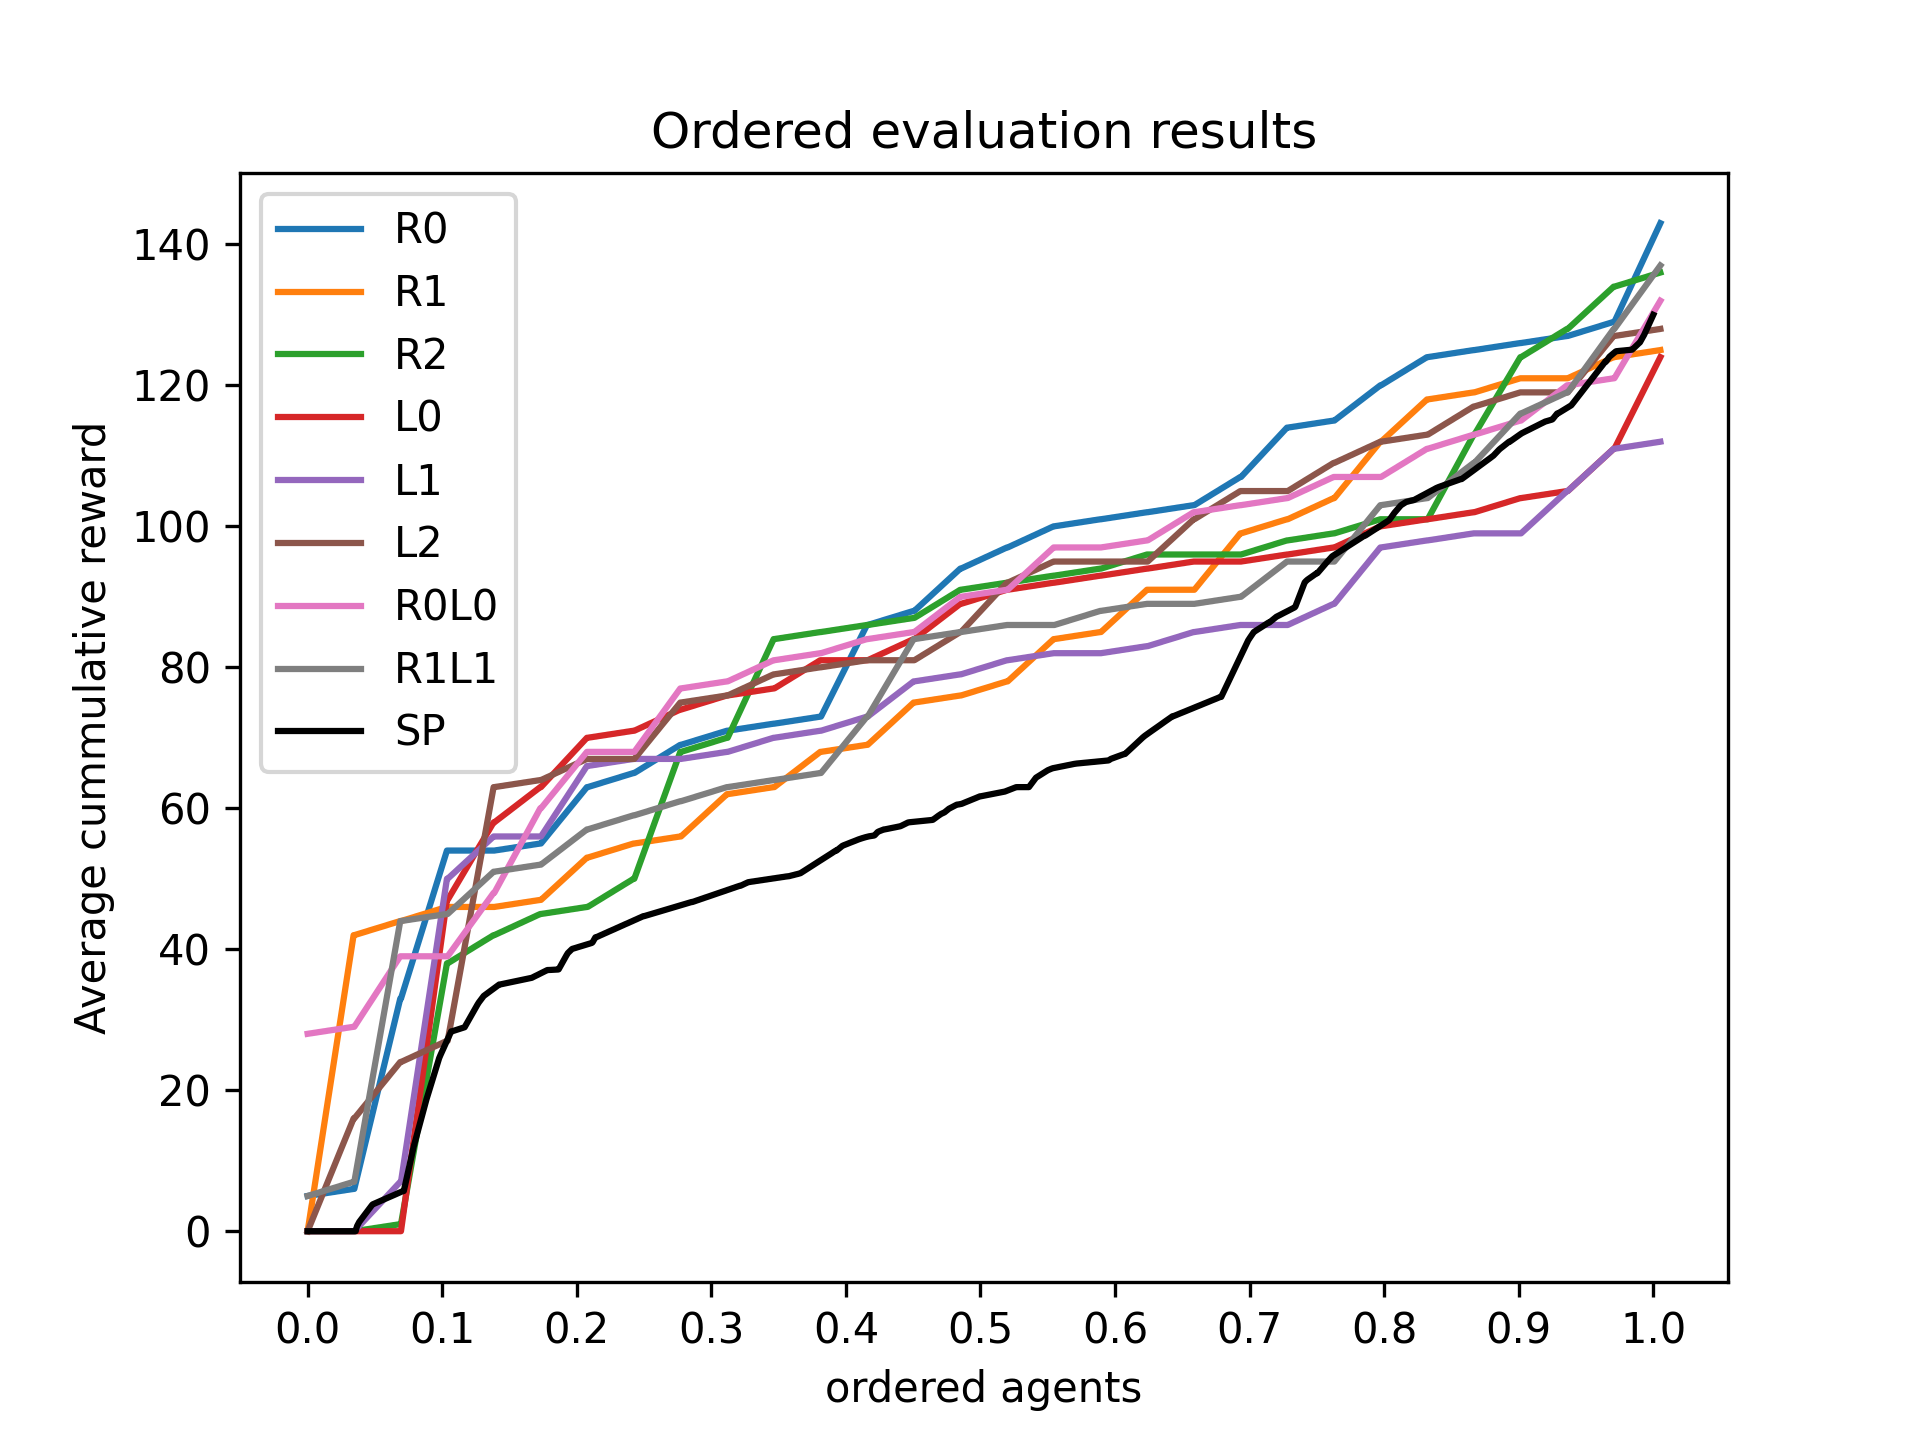 Ordered evaluation results
R0
R1
R2
L0
L1
L2
R0L0
R1L1
SP
140
120
100
80
60
40
20
0
Average cummulative reward
0.0 0.1 0.2 0.3 0.4 0.5 0.6 0.7 0.8 0.9 1.0
ordered agents